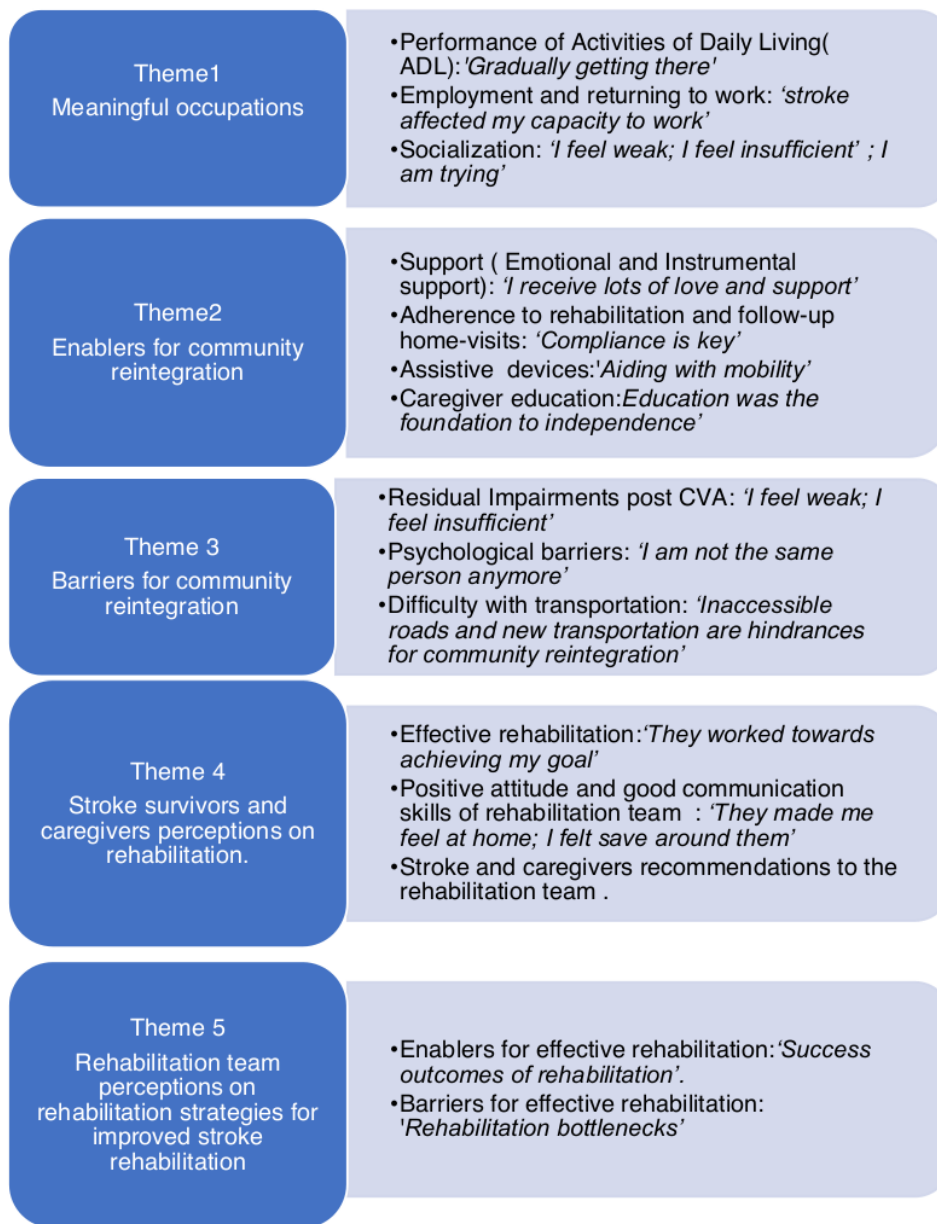 Theme1
Meaningful occupations
•Performance of Activities of Daily Living(
ADL):'Gradually getting there'
•Employment and returning to work: ‘stroke
affected my capacity to work’
•Socialization: ‘I feel weak; I feel insufficient’ ; I
am trying’
Theme2
Enablers for community
reintegration
•Support ( Emotional and Instrumental
support): ‘I receive lots of love and support’
•Adherence to rehabilitation and follow-up
home-visits: ‘Compliance is key’
•Assistive devices:'Aiding with mobility’
•Caregiver education:Education was the
foundation to independence’
Theme 3
Barriers for community
reintegration
•Residual Impairments post CVA: ‘I feel weak; I
feel insufficient’
•Psychological barriers: ‘I am not the same
person anymore’
•Difficulty with transportation: ‘Inaccessible
roads and new transportation are hindrances
for community reintegration’
Theme 4
Stroke survivors and
caregivers perceptions on
rehabilitation.
•Effective rehabilitation:‘They worked towards
achieving my goal’
•Positive attitude and good communication
skills of rehabilitation team : ‘They made me
feel at home; I felt save around them’
•Stroke and caregivers recommendations to the
rehabilitation team .
Theme 5
Rehabilitation team
perceptions on
rehabilitation strategies for
improved stroke
rehabilitation
•Enablers for effective rehabilitation:‘Success
outcomes of rehabilitation’.
•Barriers for effective rehabilitation:
'Rehabilitation bottlenecks’